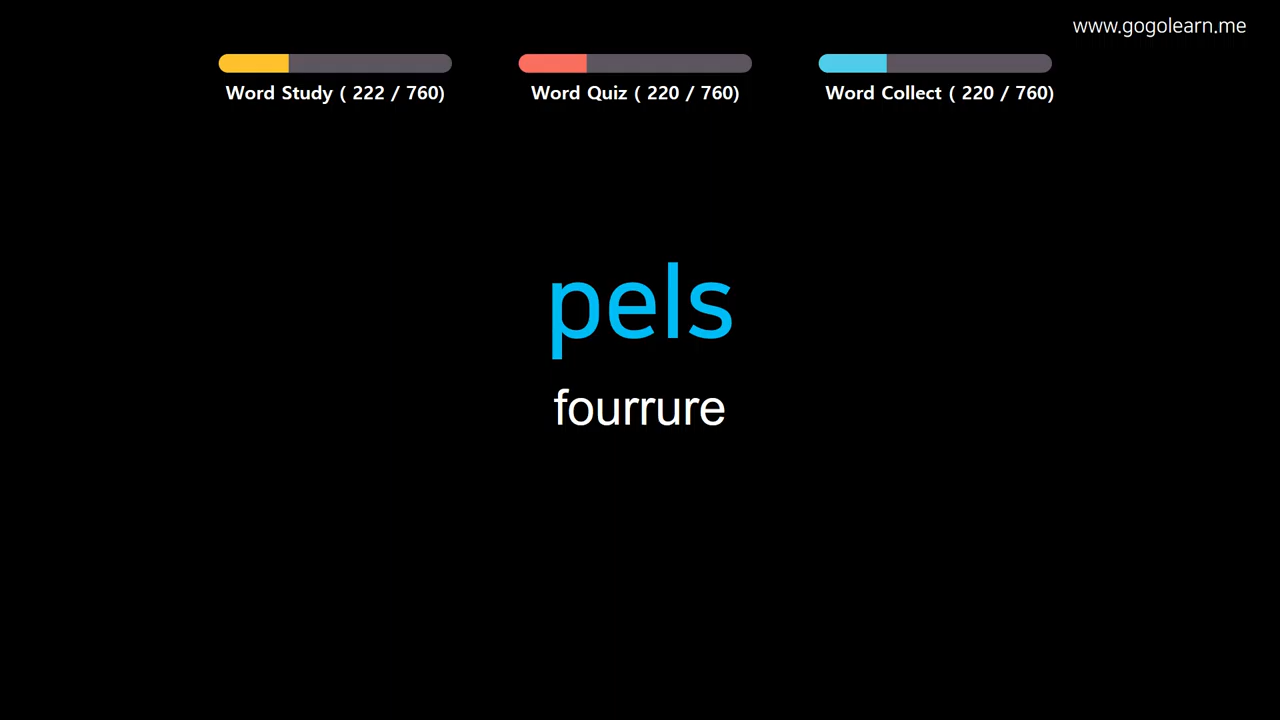 www.gogolearn.me
Word Study ( 222 / 760)
Word Quiz ( 220 / 760)
Word Collect ( 220 / 760)
pels
fourrure